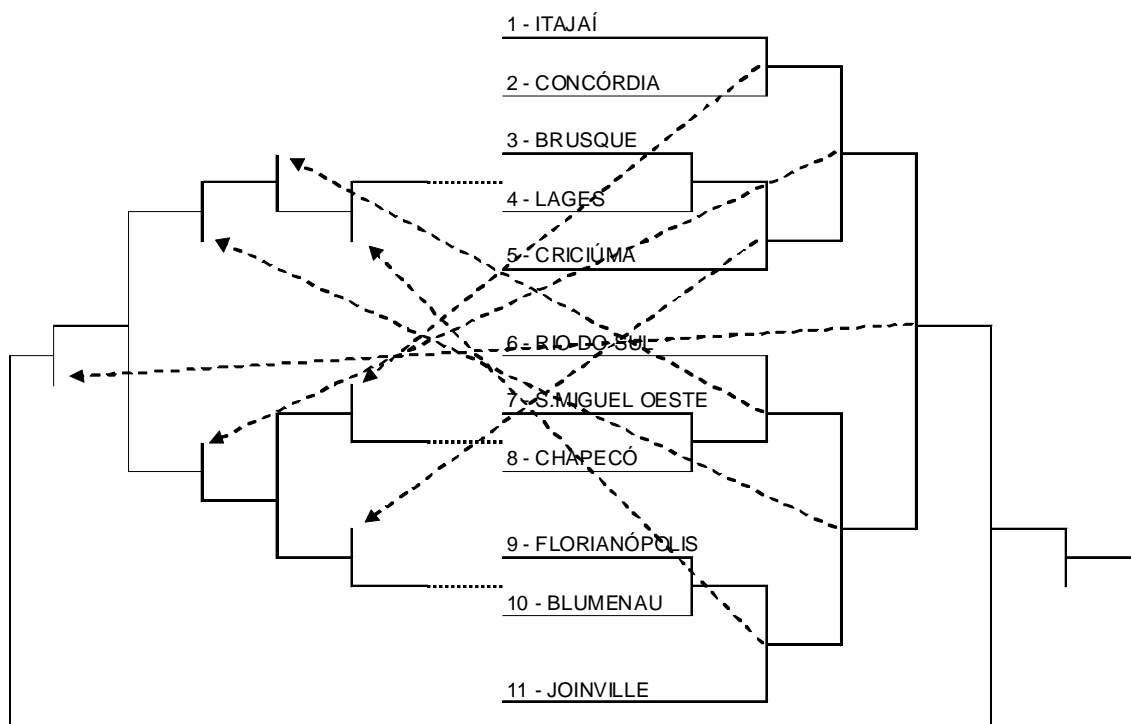 1 - ITAJAÍ
2 - CONCÓRDIA
3 - BRUSQUE
4 - LAGES
5 - CRICIÚMA
6 - RIO DO SUL
7 - S.MIGUEL OESTE
8 - CHAPECÓ
9 - FLORIANÓPOLIS
10 - BLUMENAU
11 - JOINVILLE